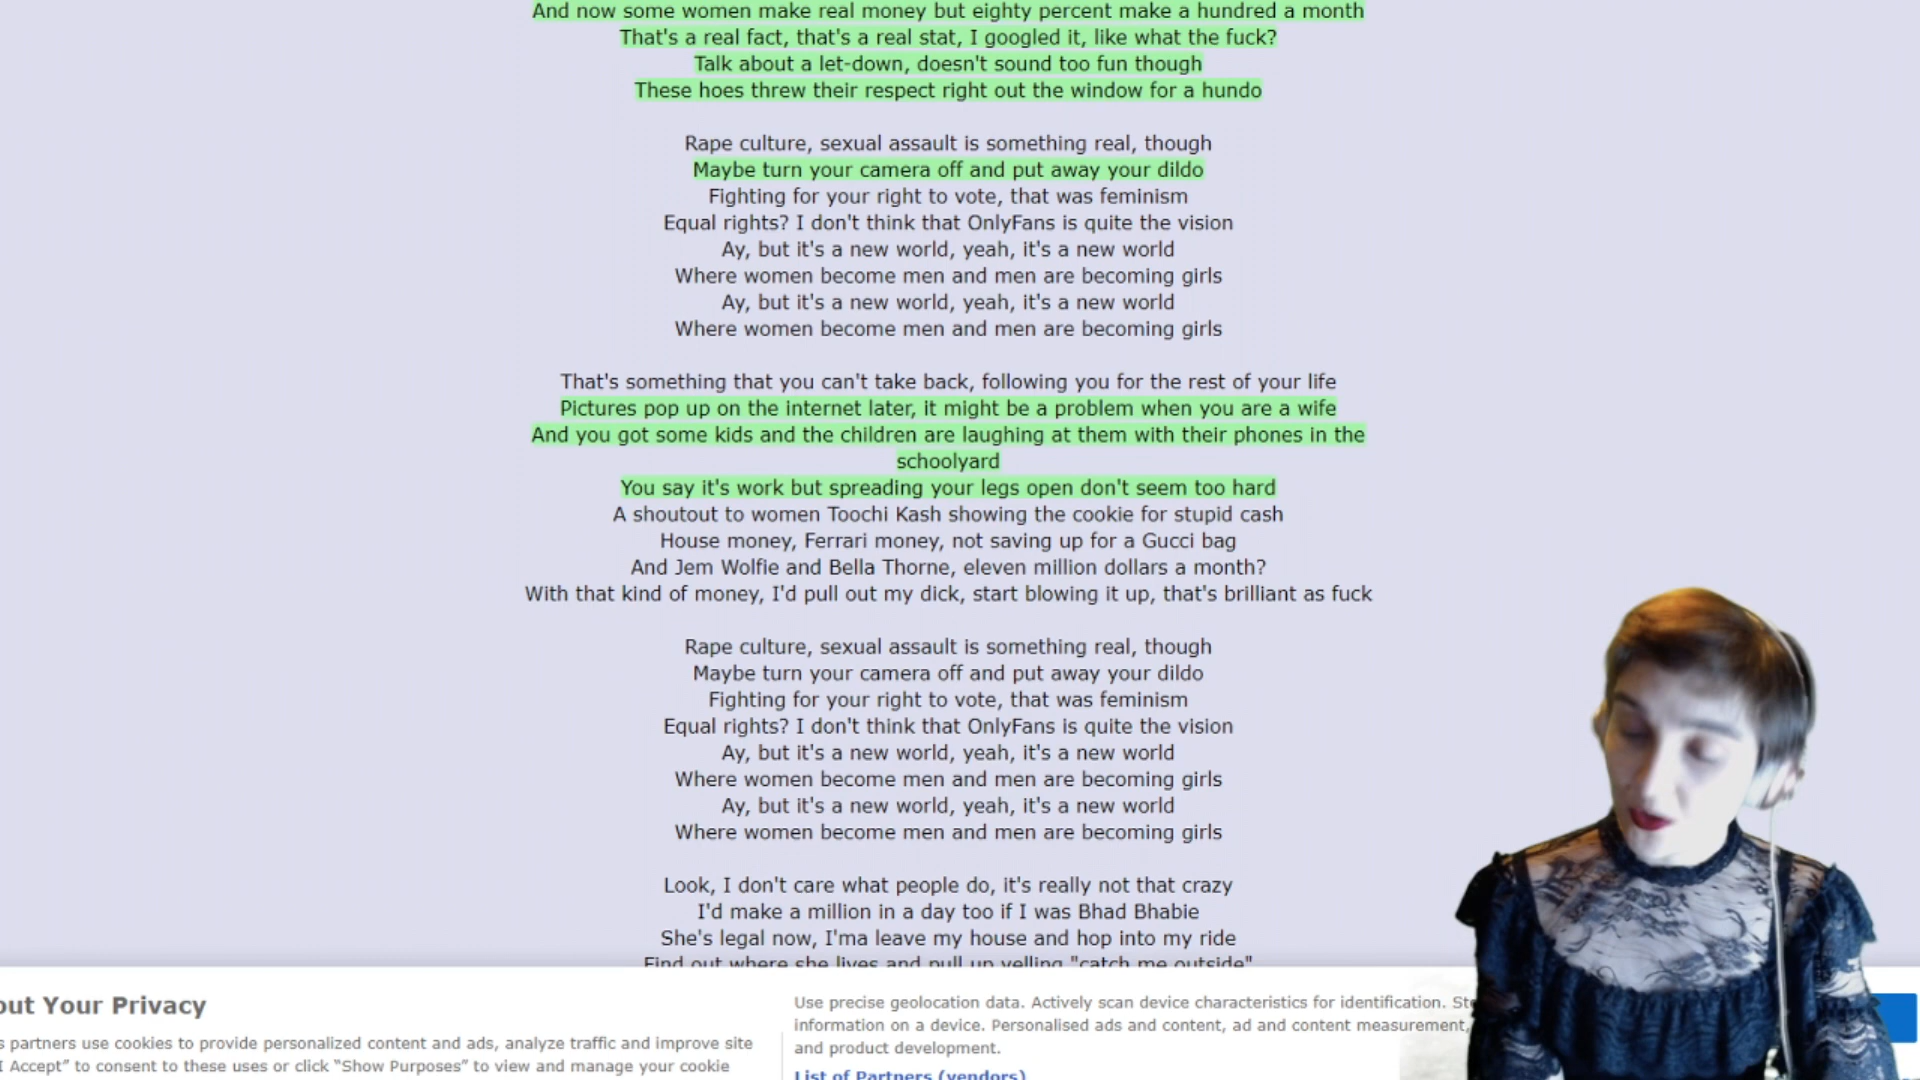 And now some women make real money but eighty percent make a hundred a month
That's a real fact, that's a real stat, I googled it, like what the fuck?
Talk about a let-down, doesn't sound too fun though
These hoes threw their respect right out the window for a hundo
Rape culture, sexual assault is something real, though
Maybe turn your camera off and put away your dildo
Fighting for your right to vote, that was feminism
Equal rights? I don't think that OnlyFans is quite the vision
Ay, but it's a new world, yeah, it's a new world
Where women become men and men are becoming girls
Ay, but it's a new world, yeah, it's a new world
Where women become men and men are becoming girls
That's something that you can't take back, following you for the rest of your life
Pictures pop up on the internet later, it might be a problem when you are a wife
And you got some kids and the children are laughing at them with their phones in the
schoolyard
You say it's work but spreading your legs open don't seem too hard
A shoutout to women Toochi Kash showing the cookie for stupid cash
House money, Ferrari money, not saving up for a Gucci bag
And Jem Wolfie and Bella Thorne, eleven million dollars a month?
With that kind of money, I'd pull out my dick, start blowing it up, that's brilliant as fuck
Rape culture, sexual assault is something real, though
Maybe turn your camera off and put away your dildo
Fighting for your right to vote, that was feminism
Equal rights? I don't think that OnlyFans is quite the vision
Ay, but it's a new world, yeah, it's a new world
Where women become men and men are becoming girls
Ay, but it's a new world, yeah, it's a new world
Where women become men and men are becoming girls
Look, I don't care what people do, it's really not that crazy
I'd make a million in a day too if I was Bhad Bhabie
She's legal now, I'ma leave my house and hop into my ride
Find out where she lives and pull up yelling "catch me outside"
out Your Privacy
s partners use cookies to provide personalized content and ads, analyze traffic and improve site
I Accept” to consent to these uses or click “Show Purposes” to view and manage your cookie
Use precise geolocation data. Actively scan device characteristics for identification. St
information on a device. Personalised ads and content, ad and content measurement,
and product development.
List of Partners (vendors)